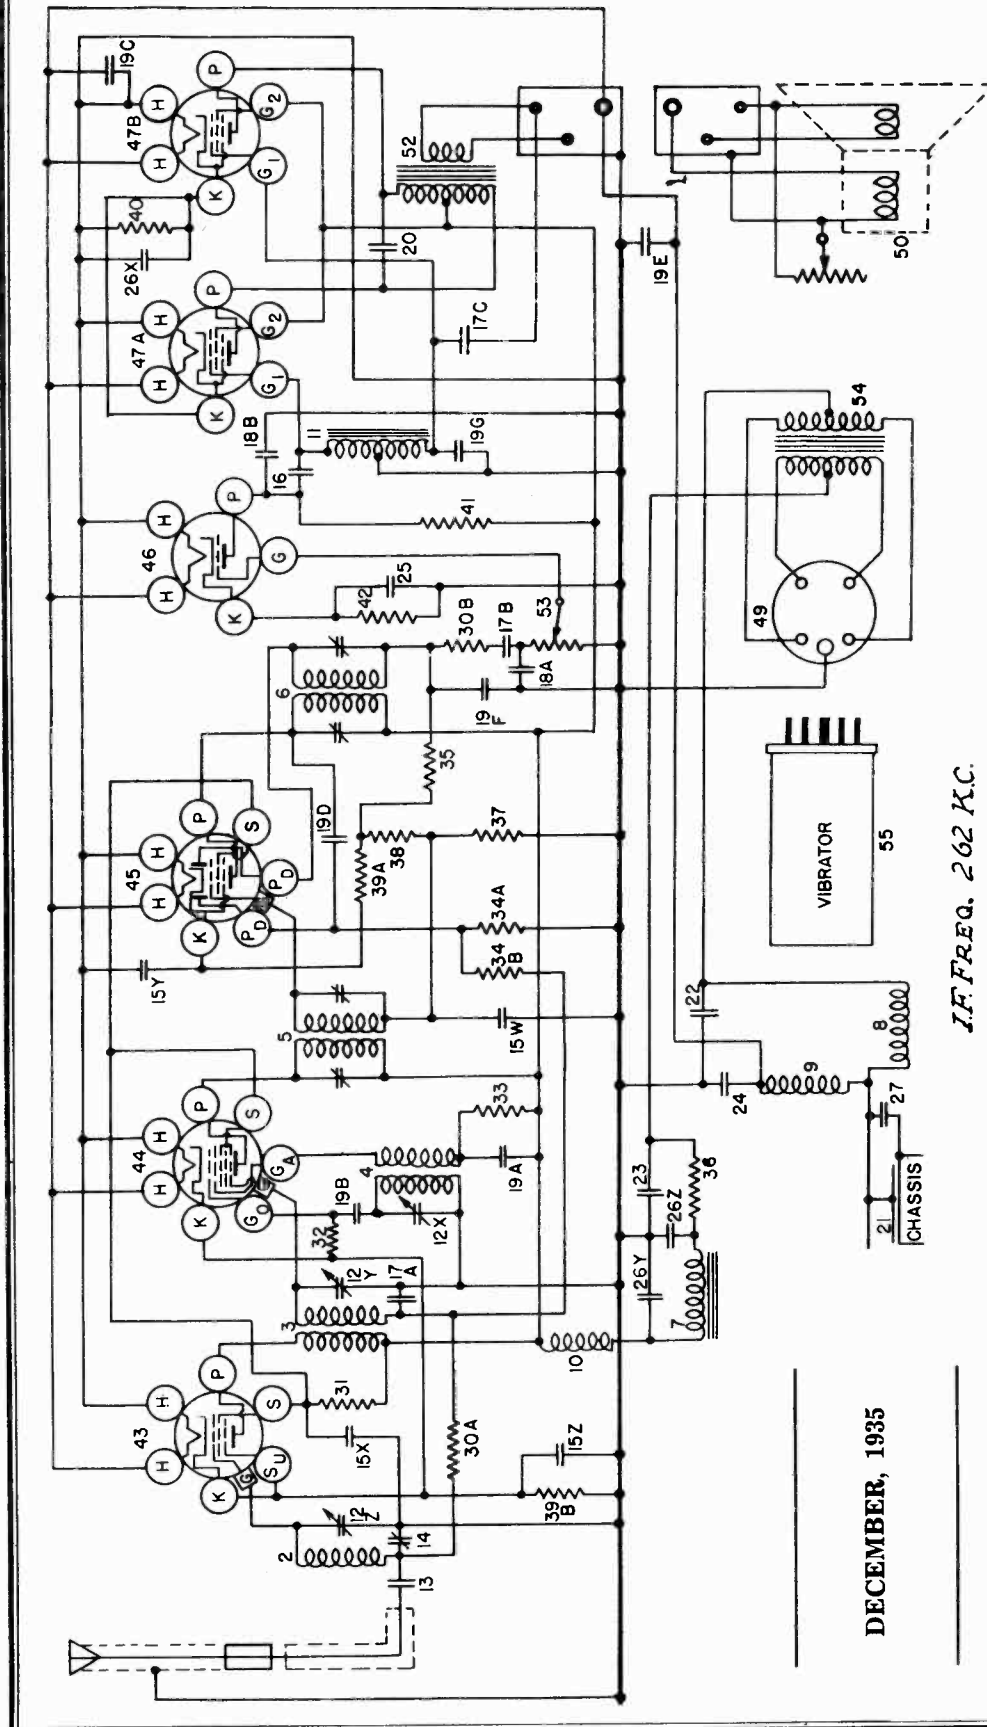 43
44
45
46
47A
47B
19C
H
H
H
H
H
H
H
H
H
H
H
H
15Y
26X
40
K
G
SU
S
P
K
GO
GA
P
S
K
PD
PD
P
S
K
G
P
K
G1
G2
P
K
G1
G2
P
2
3
4
5
6
11
16
18B
32
19B
19D
31
12Z
12Y
12X
15X
17A
39A
38
35
42
25
20
52
13
14
30A
34B
34A
37
19F
30B
17B
18A
53
41
19G
17C
33
19A
15W
39B
15Z
10
26Y
23
26Z
7
36
24
22
19E
9
8
27
21
CHASSIS
VIBRATOR
55
49
54
50
DECEMBER, 1935
I.F. FREQ. 262 K.C.